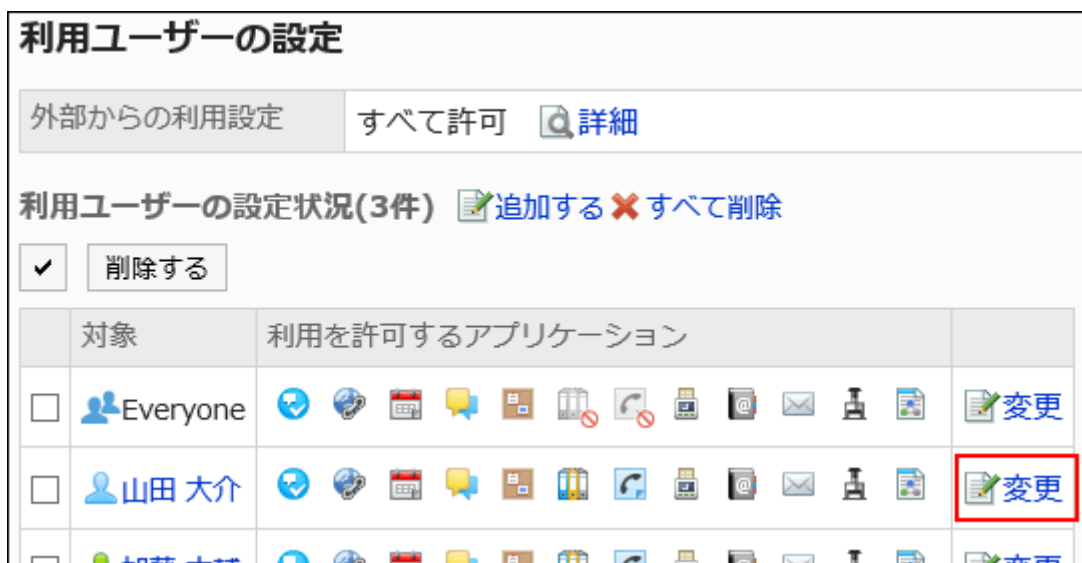 利用ユーザーの設定
外部からの利用設定 すべて許可 詳細
利用ユーザーの設定状況(3件) 追加する すべて削除
削除する
対象 利用を許可するアプリケーション
Everyone 変更
山田 大介 変更
変更